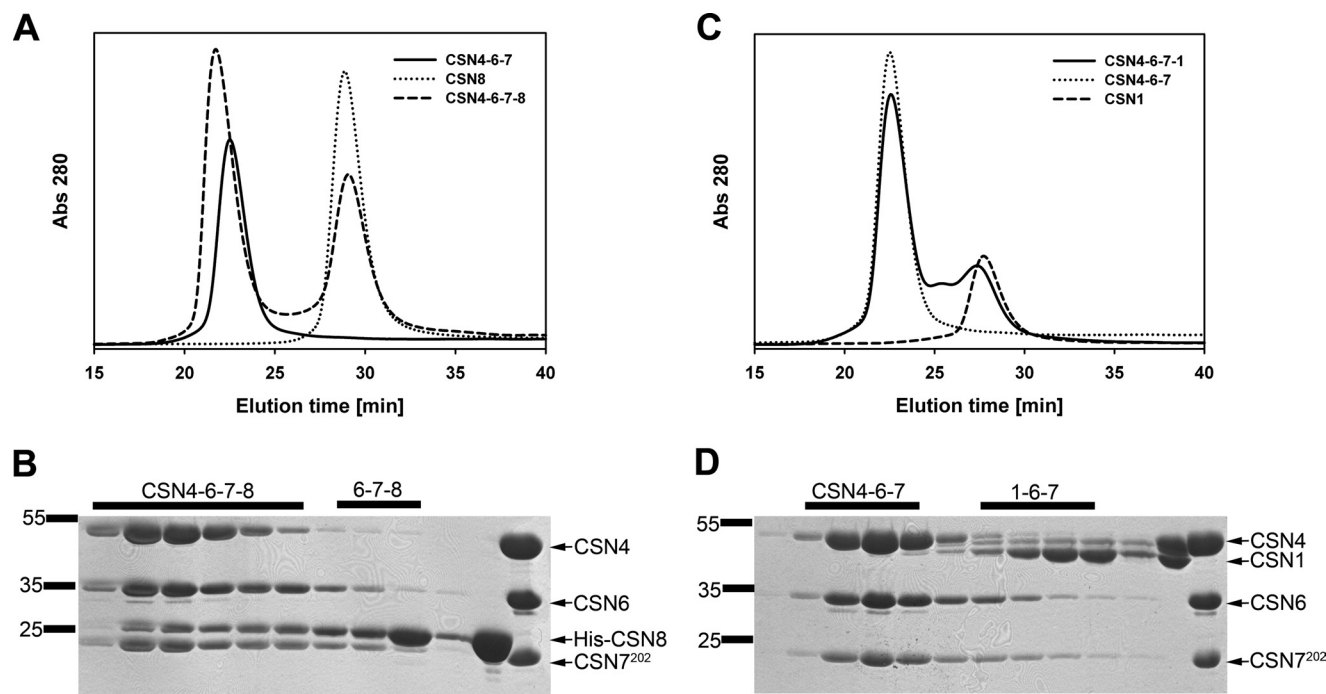 A
CSN4-6-7
CSN8
CSN4-6-7-8
Abs 280
15 20 25 30 35 40
Elution time [min]
B
CSN4-6-7-8 6-7-8
55
35
25
CSN4
CSN6
His-CSN8
CSN7²⁰²
C
CSN4-6-7-1
CSN4-6-7
CSN1
Abs 280
15 20 25 30 35 40
Elution time [min]
D
CSN4-6-7 1-6-7
55
35
25
CSN4
CSN1
CSN6
CSN7²⁰²